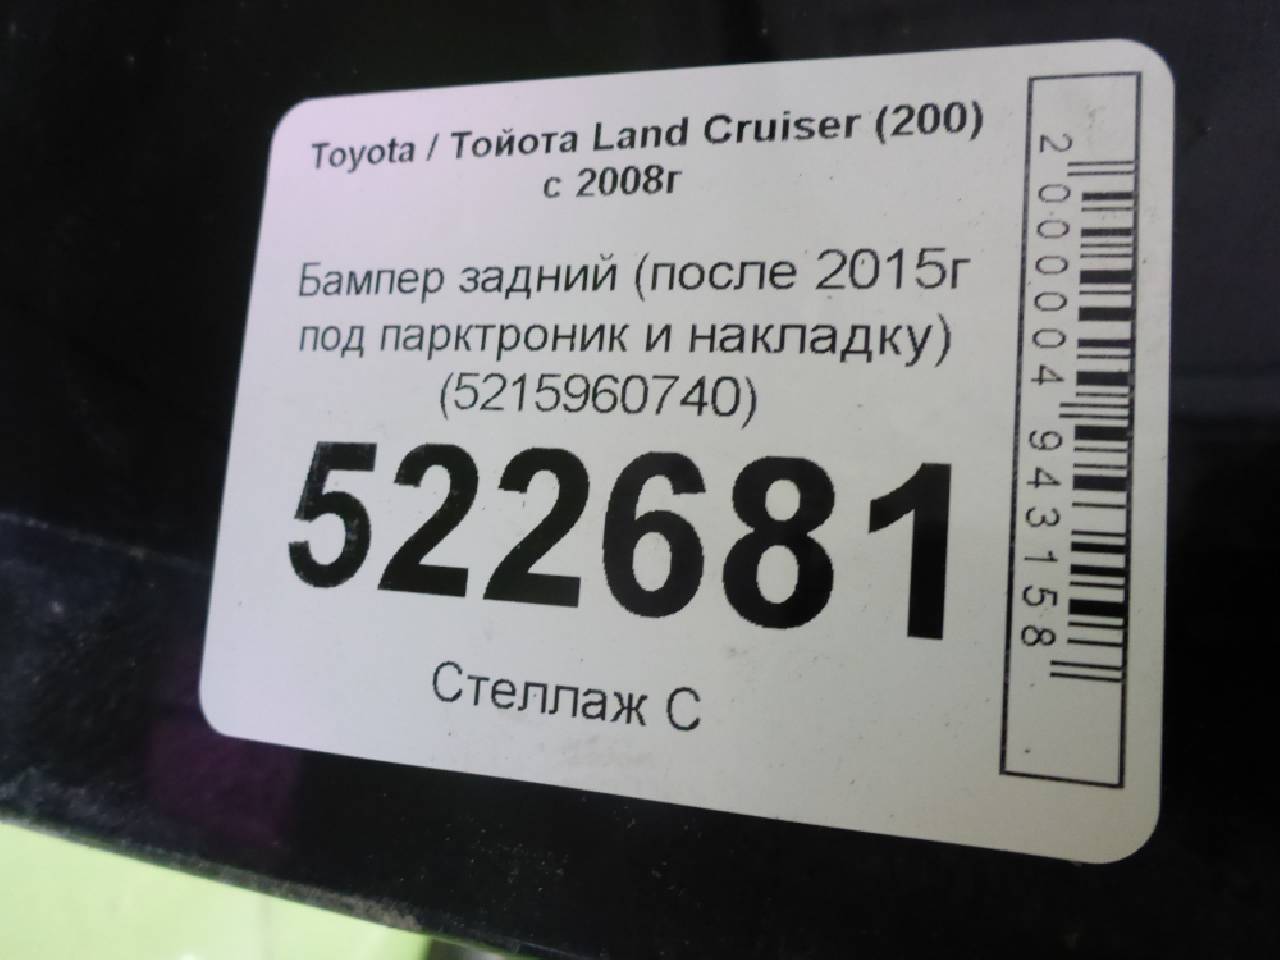 Toyota / Тойота Land Cruiser (200)
с 2008г
Бампер задний (после 2015г
под парктроник и накладку)
(5215960740)
522681
Стеллаж С
2000004943158